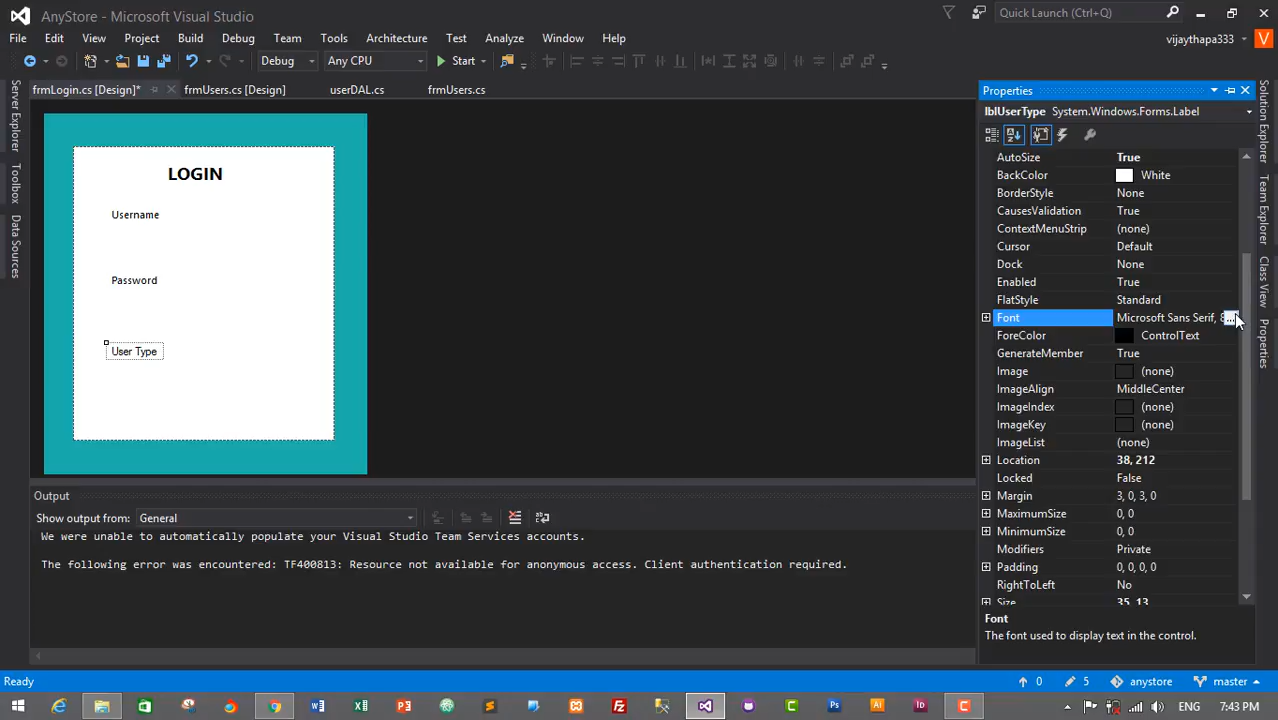 AnyStore - Microsoft Visual Studio
Quick Launch (Ctrl+Q)
File Edit View Project Build Debug Team Tools Architecture Test Analyze Window Help
vijaythapa333 V
Debug Any CPU Start
frmLogin.cs [Design]* frmUsers.cs [Design] userDAL.cs frmUsers.cs
Server Explorer
Toolbox
Data Sources
LOGIN
Username
Password
User Type
Output
Show output from: General
We were unable to automatically populate your Visual Studio Team Services accounts.
The following error was encountered: TF400813: Resource not available for anonymous access. Client authentication required.
Properties
lblUserType System.Windows.Forms.Label
AutoSize True
BackColor White
BorderStyle None
CausesValidation True
ContextMenuStrip (none)
Cursor Default
Dock None
Enabled True
FlatStyle Standard
Font Microsoft Sans Serif, 8 ...
ForeColor ControlText
GenerateMember True
Image (none)
ImageAlign MiddleCenter
ImageIndex (none)
ImageKey (none)
ImageList (none)
Location 38, 212
Locked False
Margin 3, 0, 3, 0
MaximumSize 0, 0
MinimumSize 0, 0
Modifiers Private
Padding 0, 0, 0, 0
RightToLeft No
Size 35, 13
Font
The font used to display text in the control.
Solution Explorer
Team Explorer
Class View
Properties
Ready 0 5 anystore master
ENG 7:43 PM